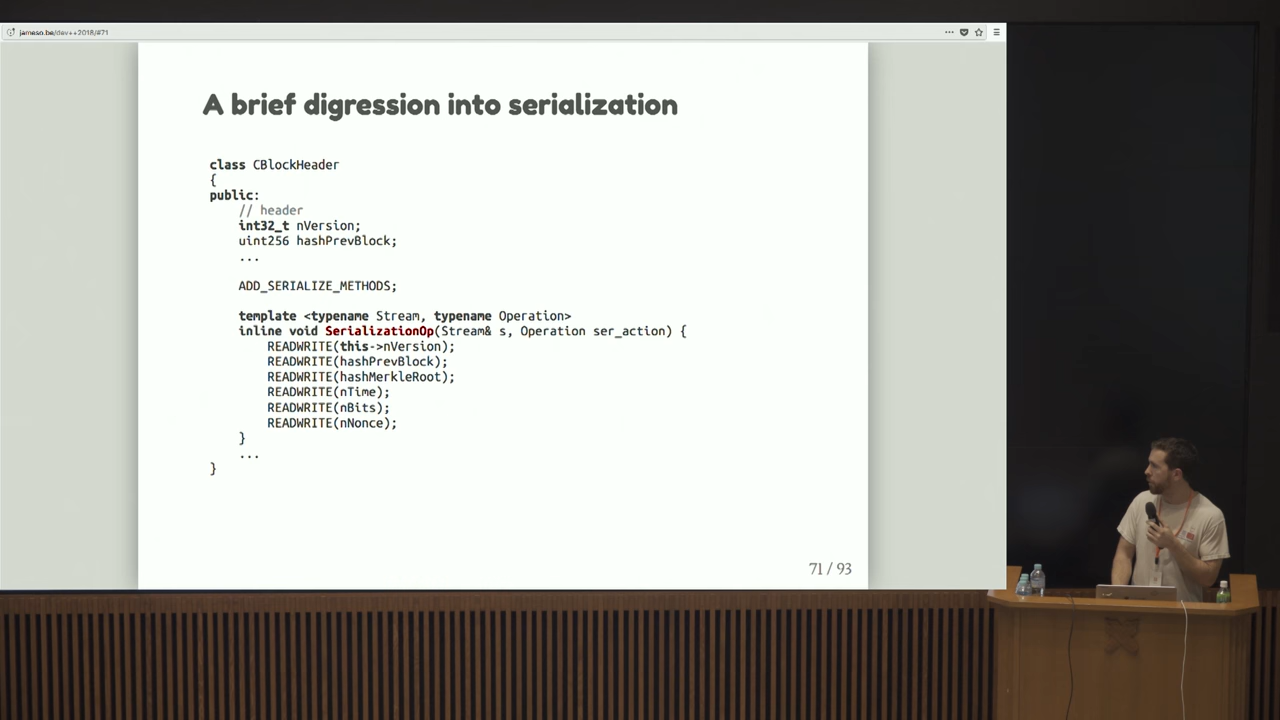 jameso.be/dev++2018/#71
A brief digression into serialization
class CBlockHeader
{
public:
// header
int32_t nVersion;
uint256 hashPrevBlock;
...
ADD_SERIALIZE_METHODS;
template <typename Stream, typename Operation>
inline void SerializationOp(Stream& s, Operation ser_action) {
READWRITE(this->nVersion);
READWRITE(hashPrevBlock);
READWRITE(hashMerkleRoot);
READWRITE(nTime);
READWRITE(nBits);
READWRITE(nNonce);
}
...
}
71 / 93